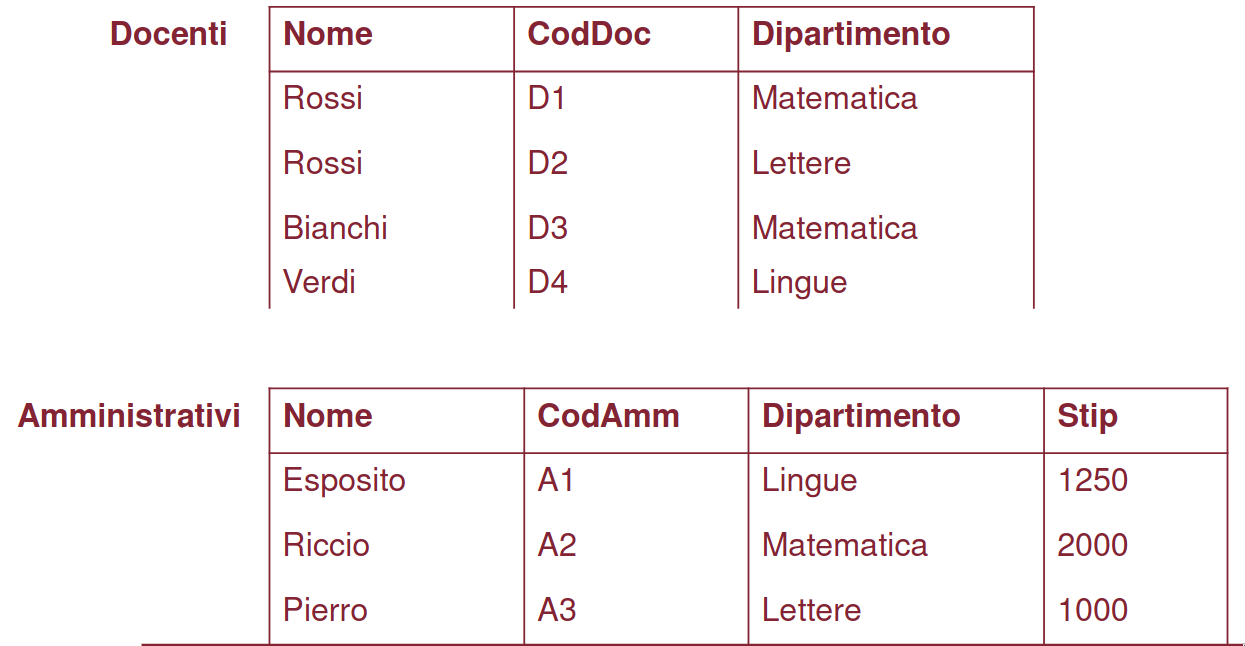 Docenti Nome CodDoc Dipartimento
Rossi D1 Matematica
Rossi D2 Lettere
Bianchi D3 Matematica
Verdi D4 Lingue
Amministrativi Nome CodAmm Dipartimento Stip
Esposito A1 Lingue 1250
Riccio A2 Matematica 2000
Pierro A3 Lettere 1000